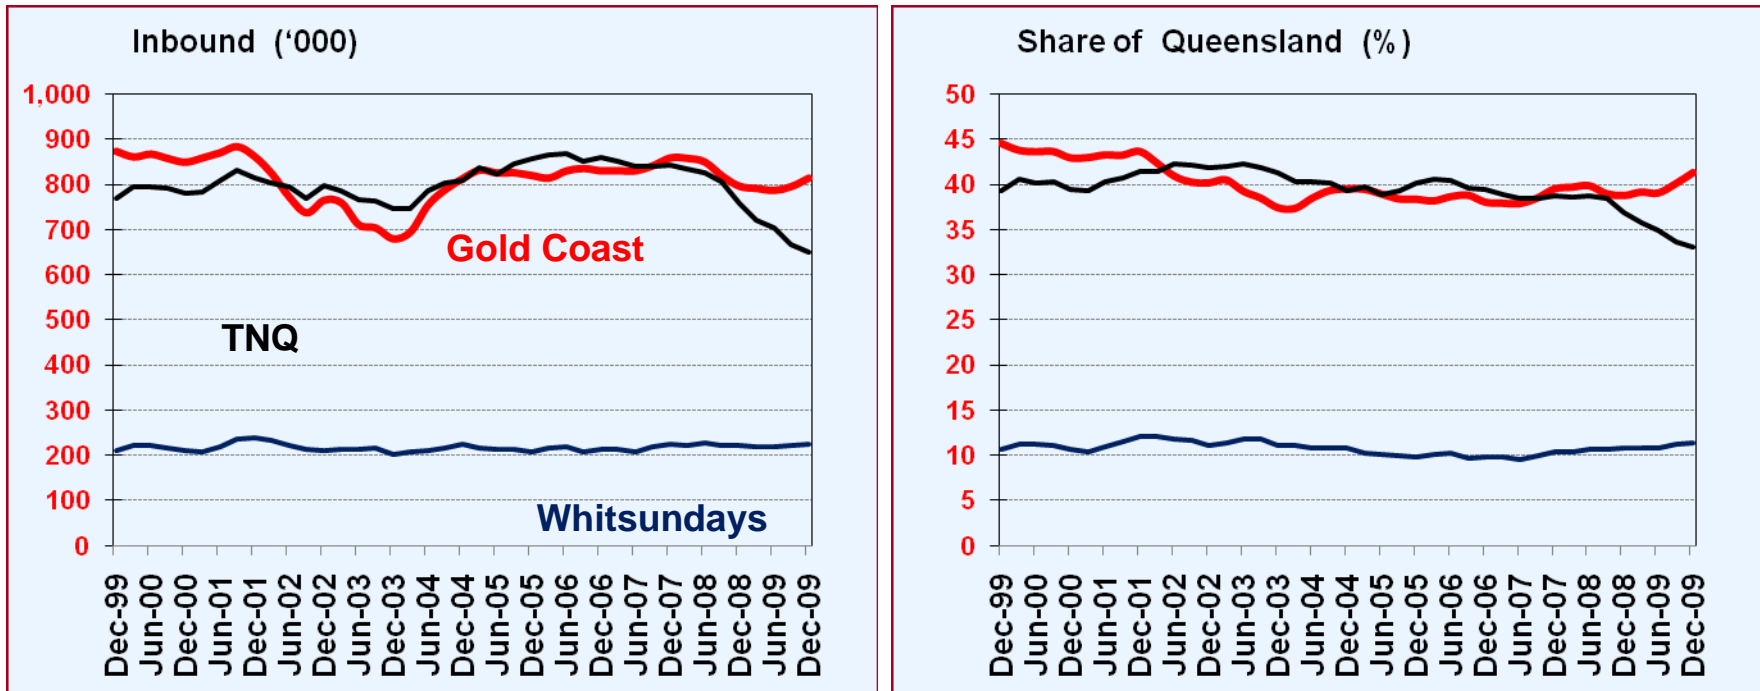 Inbound (‘000)
1,000
900
800
700
600
500
400
300
200
100
0
Gold Coast
TNQ
Whitsundays
Dec-99
Jun-00
Dec-00
Jun-01
Dec-01
Jun-02
Dec-02
Jun-03
Dec-03
Jun-04
Dec-04
Jun-05
Dec-05
Jun-06
Dec-06
Jun-07
Dec-07
Jun-08
Dec-08
Jun-09
Dec-09
Share of Queensland (%)
50
45
40
35
30
25
20
15
10
5
0
Dec-99
Jun-00
Dec-00
Jun-01
Dec-01
Jun-02
Dec-02
Jun-03
Dec-03
Jun-04
Dec-04
Jun-05
Dec-05
Jun-06
Dec-06
Jun-07
Dec-07
Jun-08
Dec-08
Jun-09
Dec-09